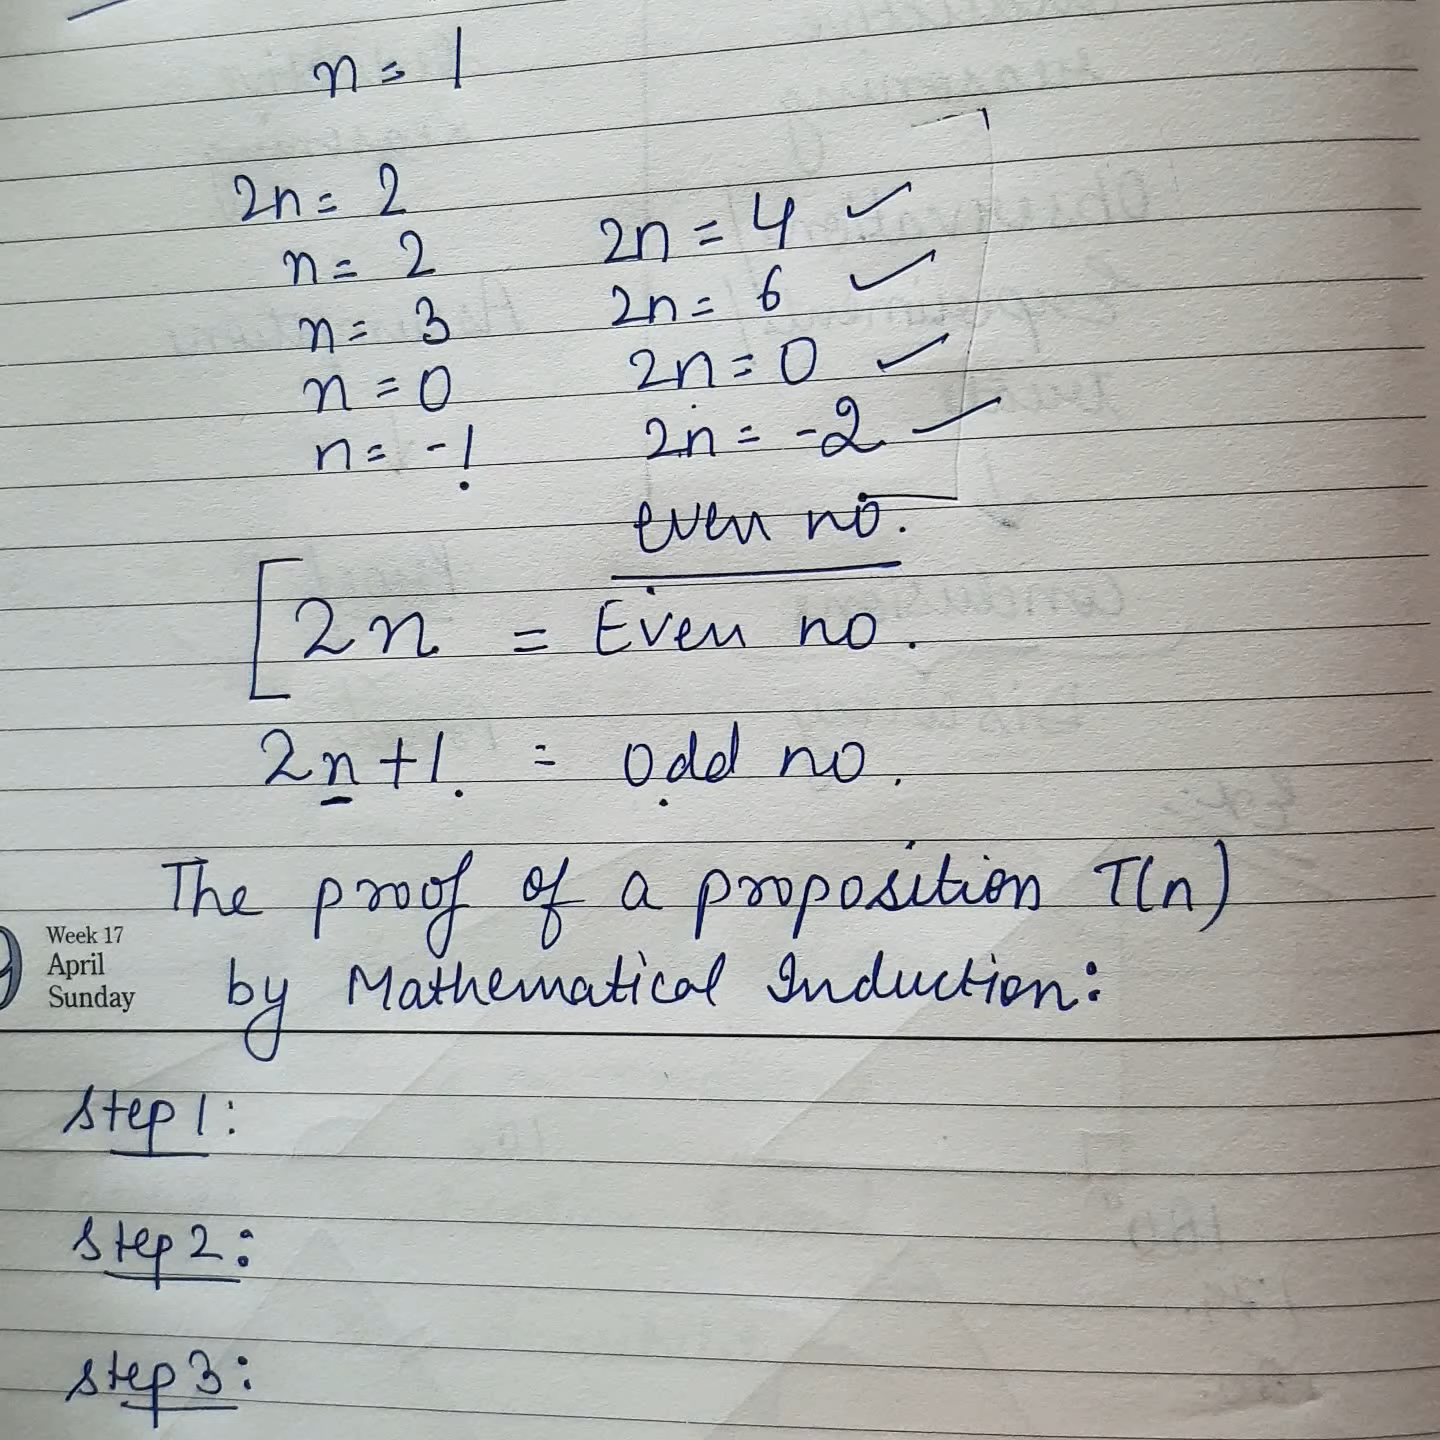 n = 1
2n = 2
n = 2 2n = 4 ✓
n = 3 2n = 6 ✓
n = 0 2n = 0 ✓
n = -1 2n = -2 ✓
even no.
[2n = Even no.
2n+1 = odd no.
The proof of a proposition T(n)
Week 17
April
Sunday
by Mathematical Induction:
Step 1:
Step 2:
Step 3: